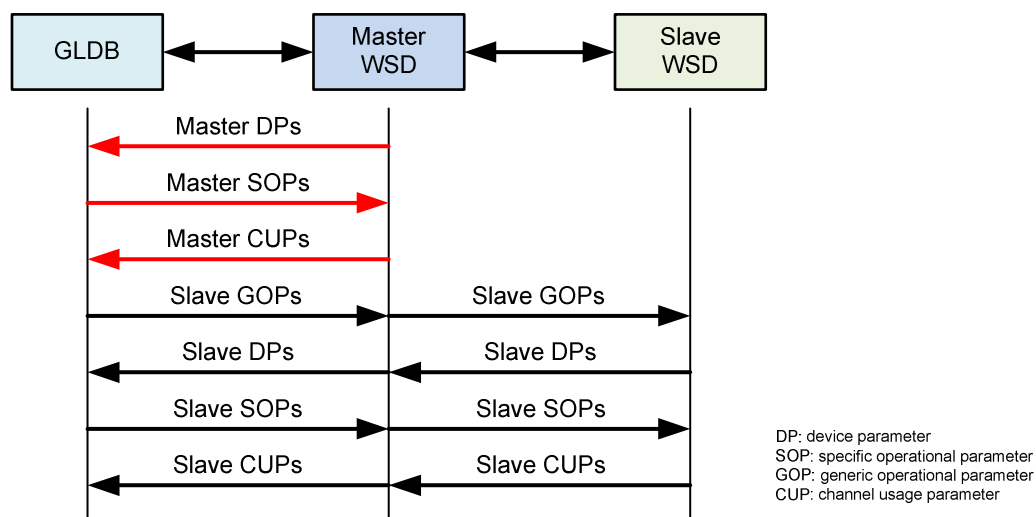 GLDB
Master
WSD
Slave
WSD
Master DPs
Master SOPs
Master CUPs
Slave GOPs
Slave GOPs
Slave DPs
Slave DPs
Slave SOPs
Slave SOPs
Slave CUPs
Slave CUPs
DP: device parameter
SOP: specific operational parameter
GOP: generic operational parameter
CUP: channel usage parameter